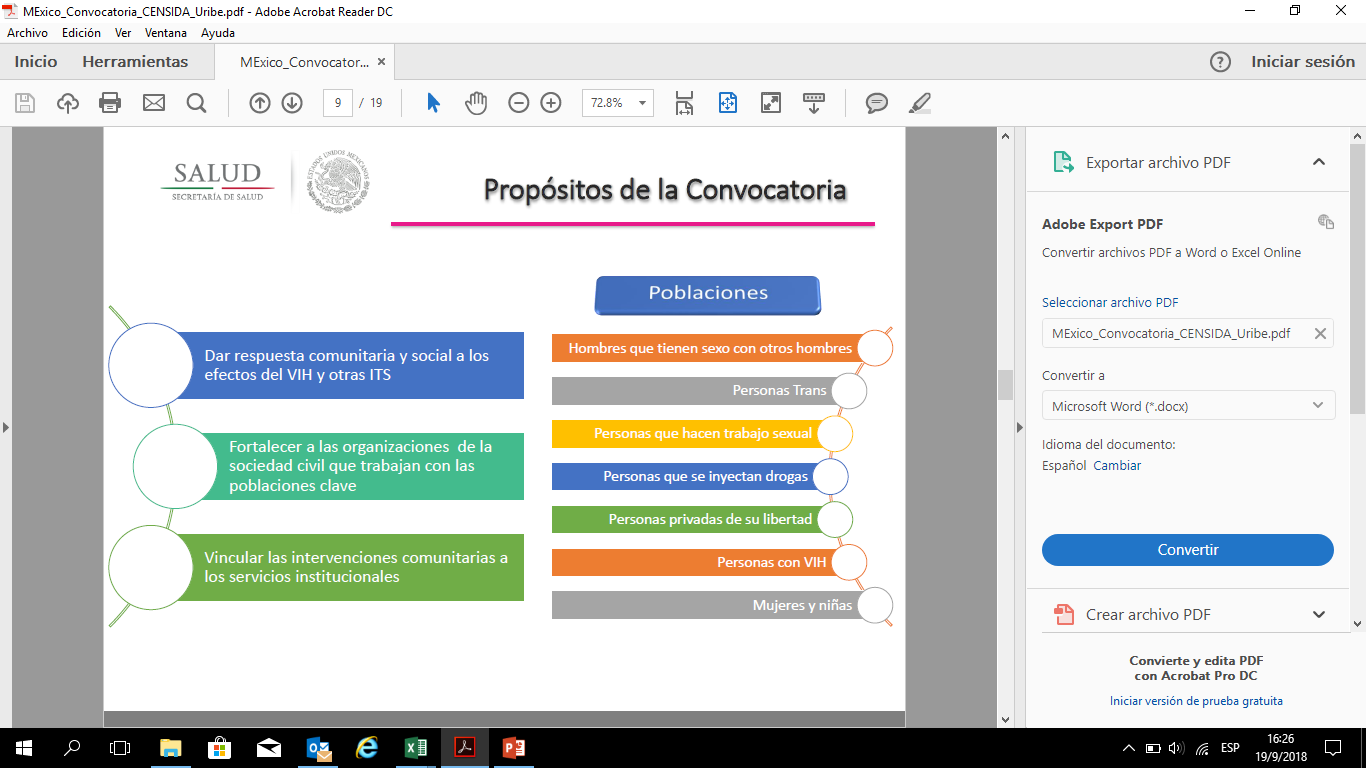 MExico_Convocatoria_CENSIDA_Uribe.pdf - Adobe Acrobat Reader DC
Archivo Edición Ver Ventana Ayuda
Inicio Herramientas MExico_Convocator... × Iniciar sesión
9 / 19 72.8%
SALUD
SECRETARÍA DE SALUD
ESTADOS UNIDOS MEXICANOS
Propósitos de la Convocatoria
Dar respuesta comunitaria y social a los
efectos del VIH y otras ITS
Fortalecer a las organizaciones de la
sociedad civil que trabajan con las
poblaciones clave
Vincular las intervenciones comunitarias a
los servicios institucionales
Poblaciones
Hombres que tienen sexo con otros hombres
Personas Trans
Personas que hacen trabajo sexual
Personas que se inyectan drogas
Personas privadas de su libertad
Personas con VIH
Mujeres y niñas
Exportar archivo PDF
Adobe Export PDF
Convertir archivos PDF a Word o Excel Online
Seleccionar archivo PDF
MExico_Convocatoria_CENSIDA_Uribe.pdf
Convertir a
Microsoft Word (*.docx)
Idioma del documento:
Español Cambiar
Convertir
Crear archivo PDF
Convierte y edita PDF
con Acrobat Pro DC
Iniciar versión de prueba gratuita
ESP
16:26
19/9/2018